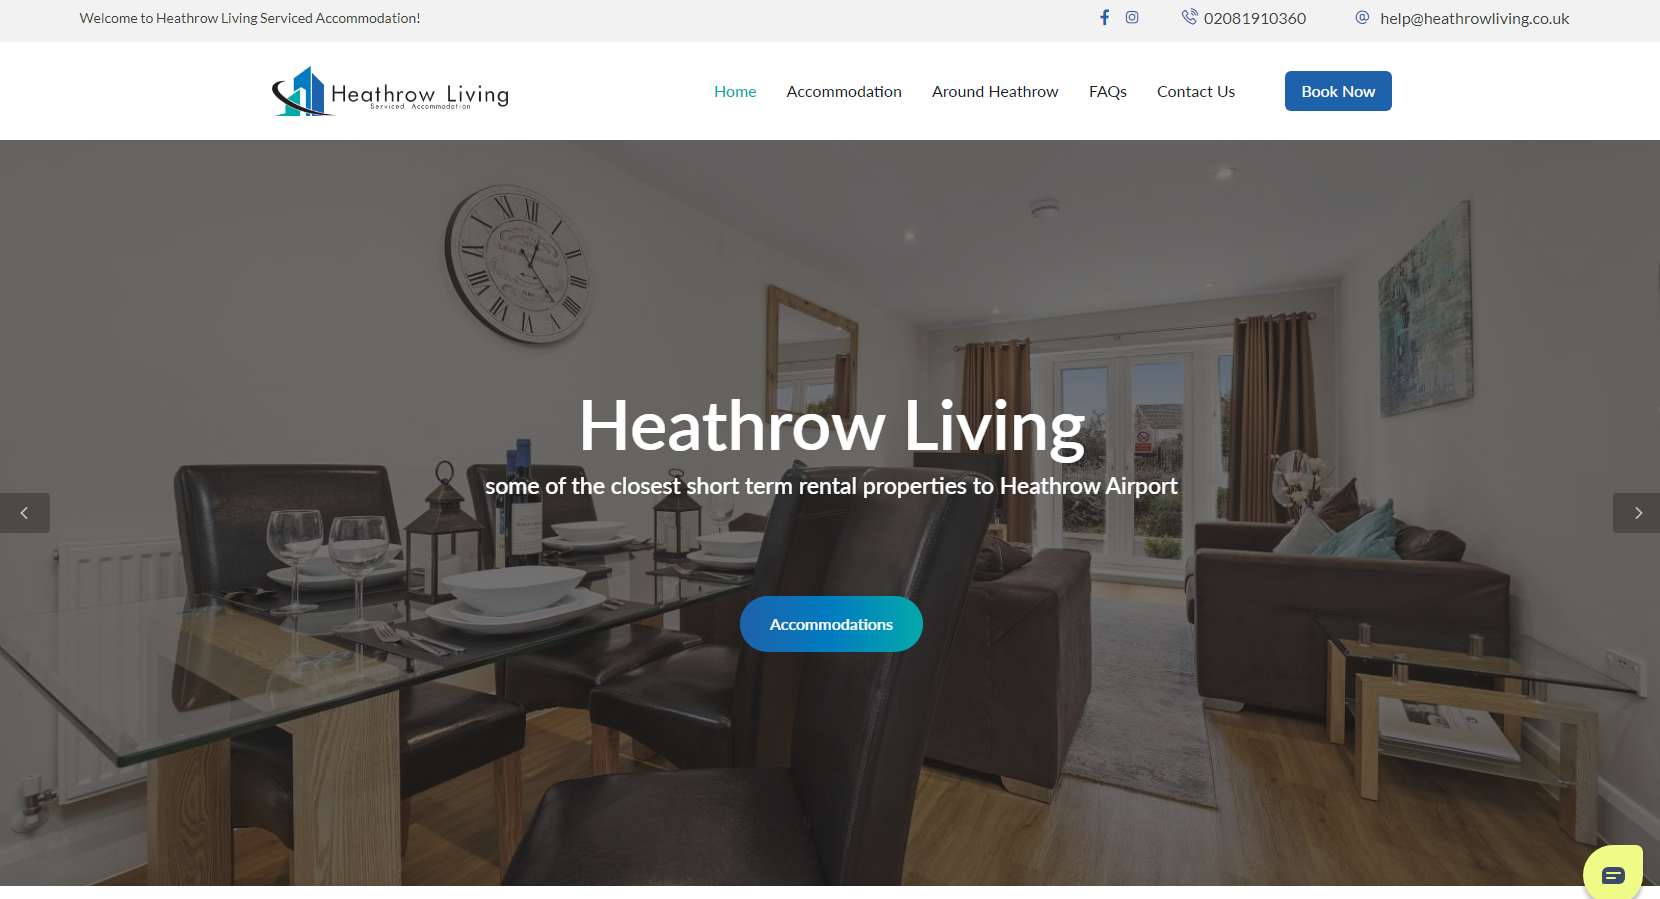 Welcome to Heathrow Living Serviced Accommodation!
02081910360
help@heathrowliving.co.uk
Heathrow Living
Serviced Accommodation
Home
Accommodation
Around Heathrow
FAQs
Contact Us
Book Now
Heathrow Living
some of the closest short term rental properties to Heathrow Airport
Accommodations